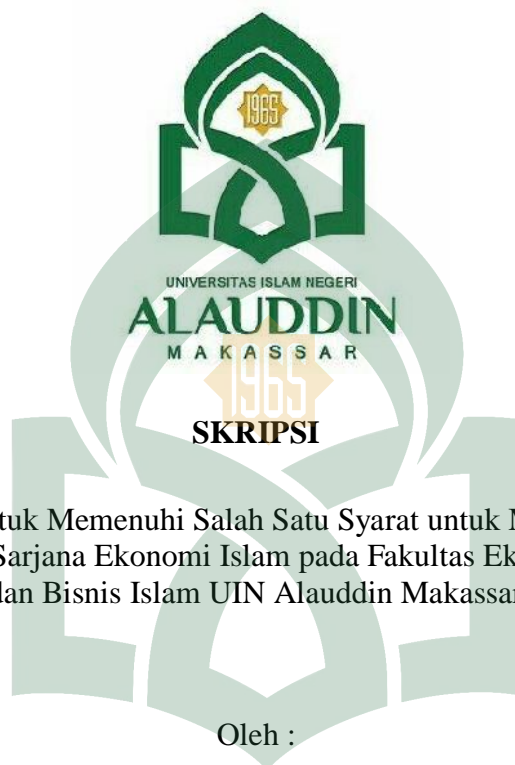 1965
UNIVERSITAS ISLAM NEGERI
ALAUDDIN
MAKASSAR
1965
SKRIPSI
tuk Memenuhi Salah Satu Syarat untuk M
Sarjana Ekonomi Islam pada Fakultas Ek
dan Bisnis Islam UIN Alauddin Makassar
Oleh :